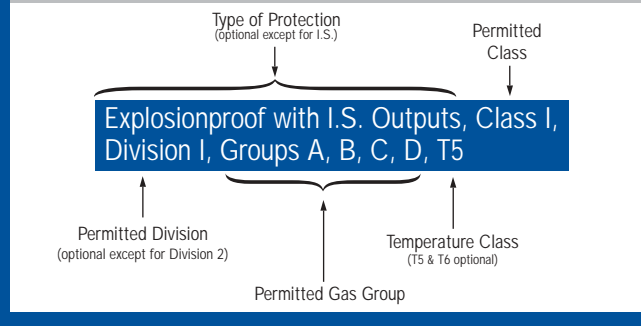 Type of Protection
(optional except for I.S.)
Permitted
Class
Explosionproof with I.S. Outputs, Class I,
Division I, Groups A, B, C, D, T5
Permitted Division
(optional except for Division 2)
Temperature Class
(T5 & T6 optional)
Permitted Gas Group